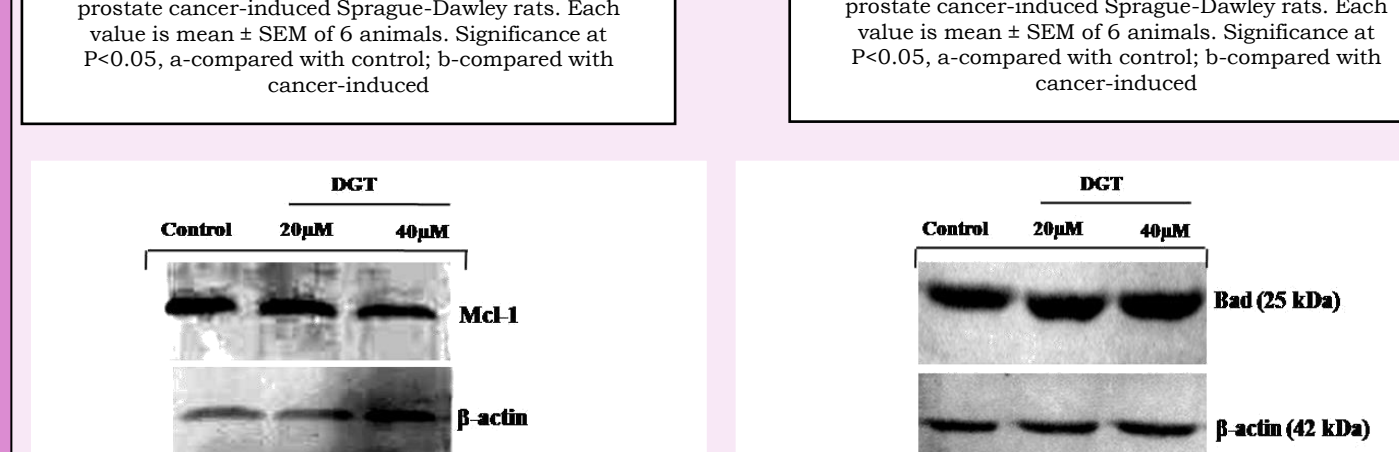 prostate cancer-induced Sprague-Dawley rats. Each
value is mean ± SEM of 6 animals. Significance at
P<0.05, a-compared with control; b-compared with
cancer-induced
prostate cancer-induced Sprague-Dawley rats. Each
value is mean ± SEM of 6 animals. Significance at
P<0.05, a-compared with control; b-compared with
cancer-induced
DGT
Control 20µM 40µM
Mcl-1
β-actin
DGT
Control 20µM 40µM
Bad (25 kDa)
β-actin (42 kDa)